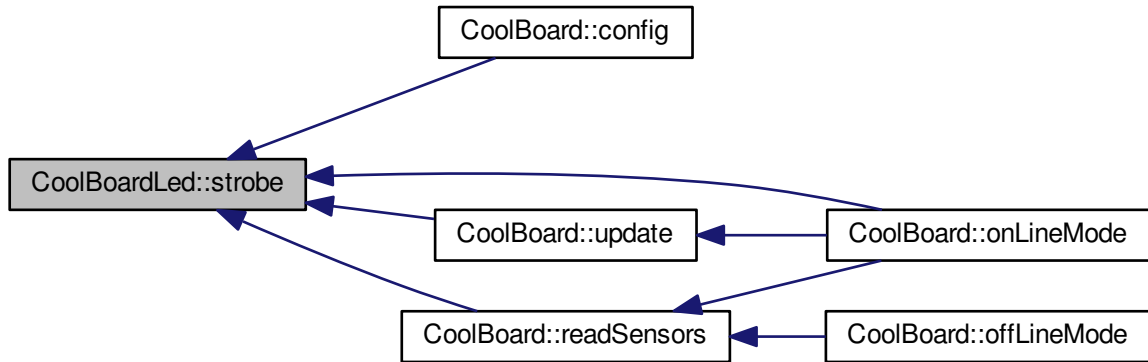 CoolBoard::config
CoolBoardLed::strobe
CoolBoard::update
CoolBoard::onLineMode
CoolBoard::readSensors
CoolBoard::offLineMode